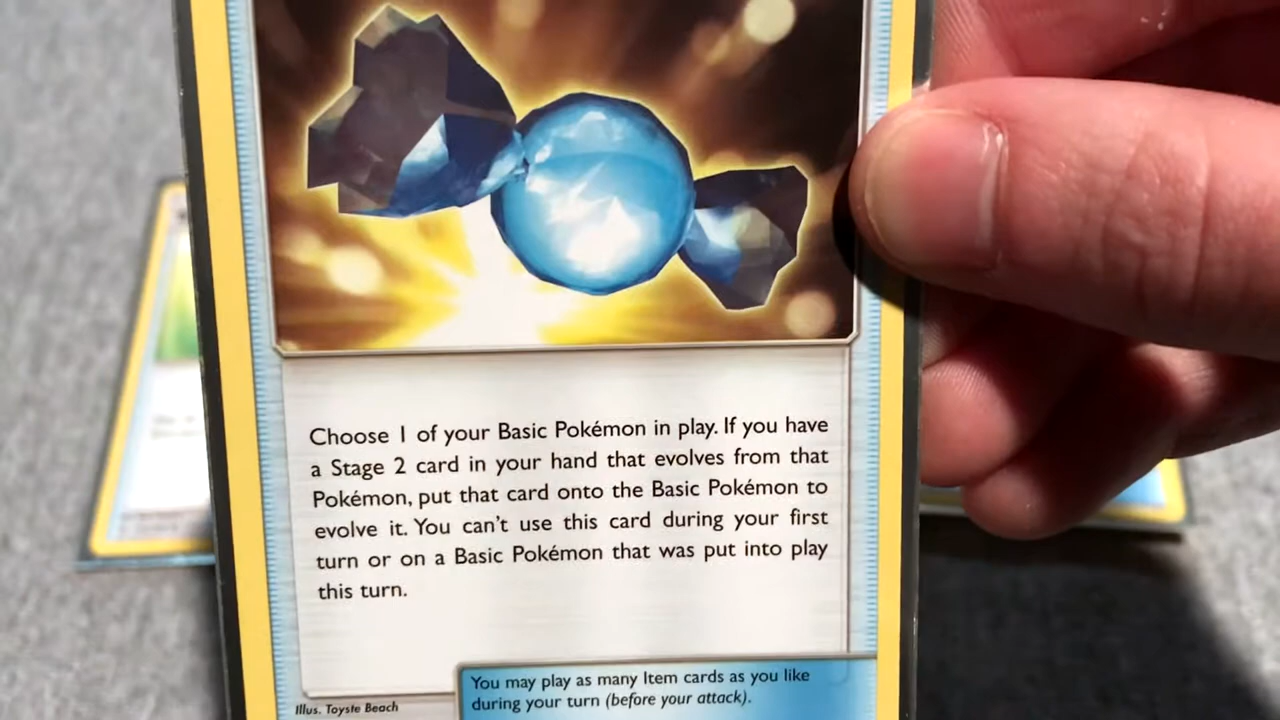 Choose 1 of your Basic Pokémon in play. If you have
a Stage 2 card in your hand that evolves from that
Pokémon, put that card onto the Basic Pokémon to
evolve it. You can't use this card during your first
turn or on a Basic Pokémon that was put into play
this turn.
You may play as many Item cards as you like
during your turn (before your attack).
Illus. Toyste Beach